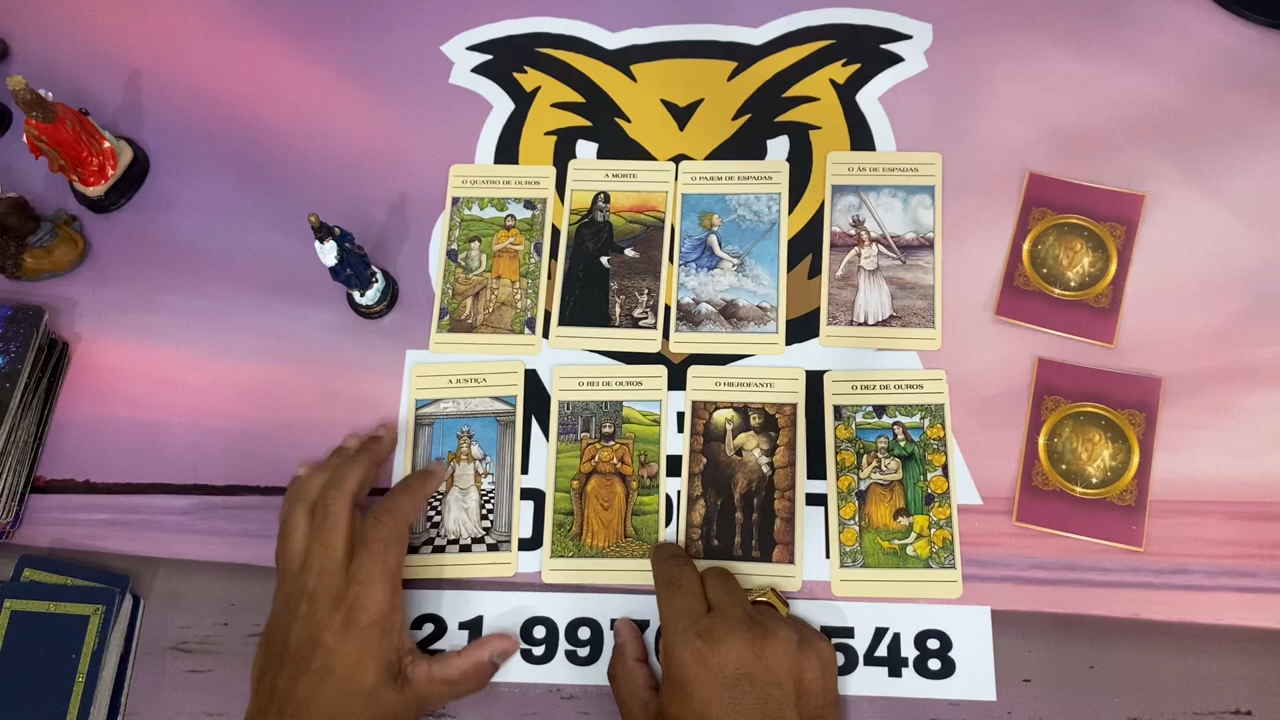 O QUATRO DE OUROS
A MORTE
O PAJEM DE ESPADAS
O ÁS DE ESPADAS
A JUSTIÇA
O REI DE OUROS
O HIEROFANTE
O DEZ DE OUROS
21 997 548